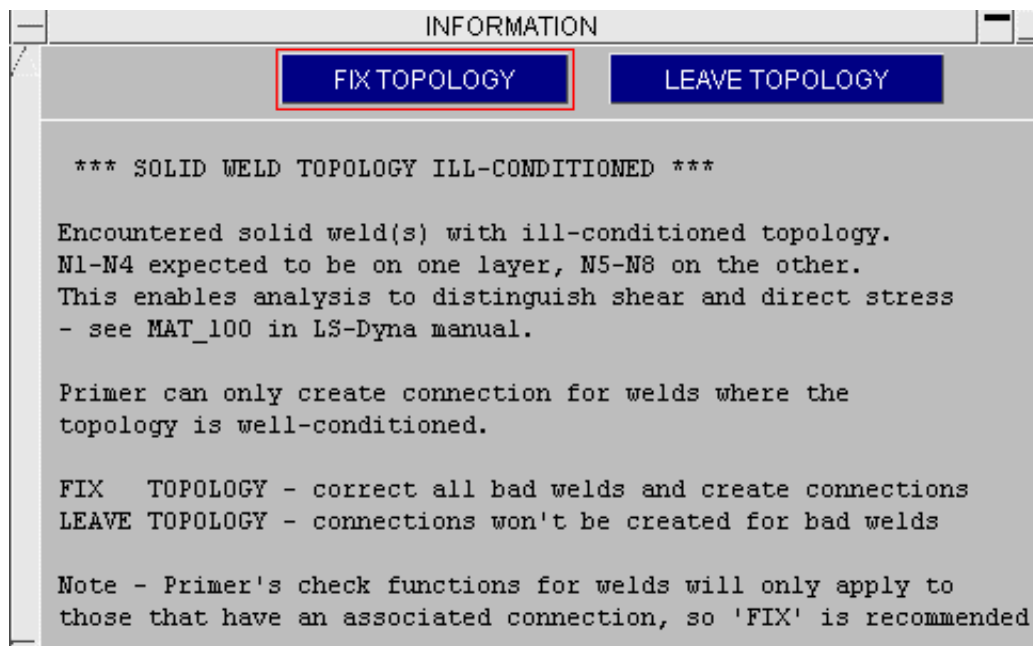 INFORMATION
FIX TOPOLOGY
LEAVE TOPOLOGY
*** SOLID WELD TOPOLOGY ILL-CONDITIONED ***
Encountered solid weld(s) with ill-conditioned topology.
N1-N4 expected to be on one layer, N5-N8 on the other.
This enables analysis to distinguish shear and direct stress
- see MAT_100 in LS-Dyna manual.
Primer can only create connection for welds where the
topology is well-conditioned.
FIX   TOPOLOGY - correct all bad welds and create connections
LEAVE TOPOLOGY - connections won't be created for bad welds
Note - Primer's check functions for welds will only apply to
those that have an associated connection, so 'FIX' is recommended